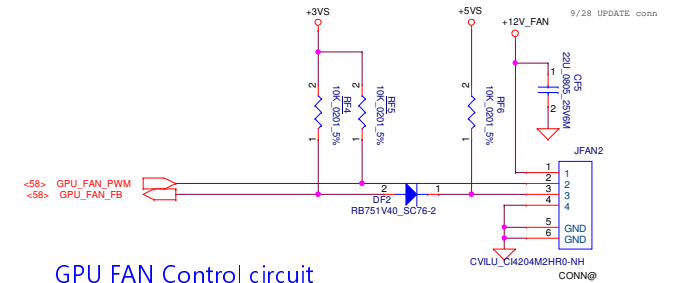 +3VS
+5VS
9/28 UPDATE conn
+12V_FAN
2
RF4
10K_0201_5%
1
2
RF5
10K_0201_5%
1
2
RF6
10K_0201_5%
1
1
CF5
22U_0805_25V6M
2
JFAN2
<58> GPU_FAN_PWM
<58> GPU_FAN_FB
2
DF2
1
RB751V40_SC76-2
1 1
2 2
3 3
4 4
5 GND
6 GND
CVILU_CI4204M2HR0-NH
CONN@
GPU FAN Control circuit